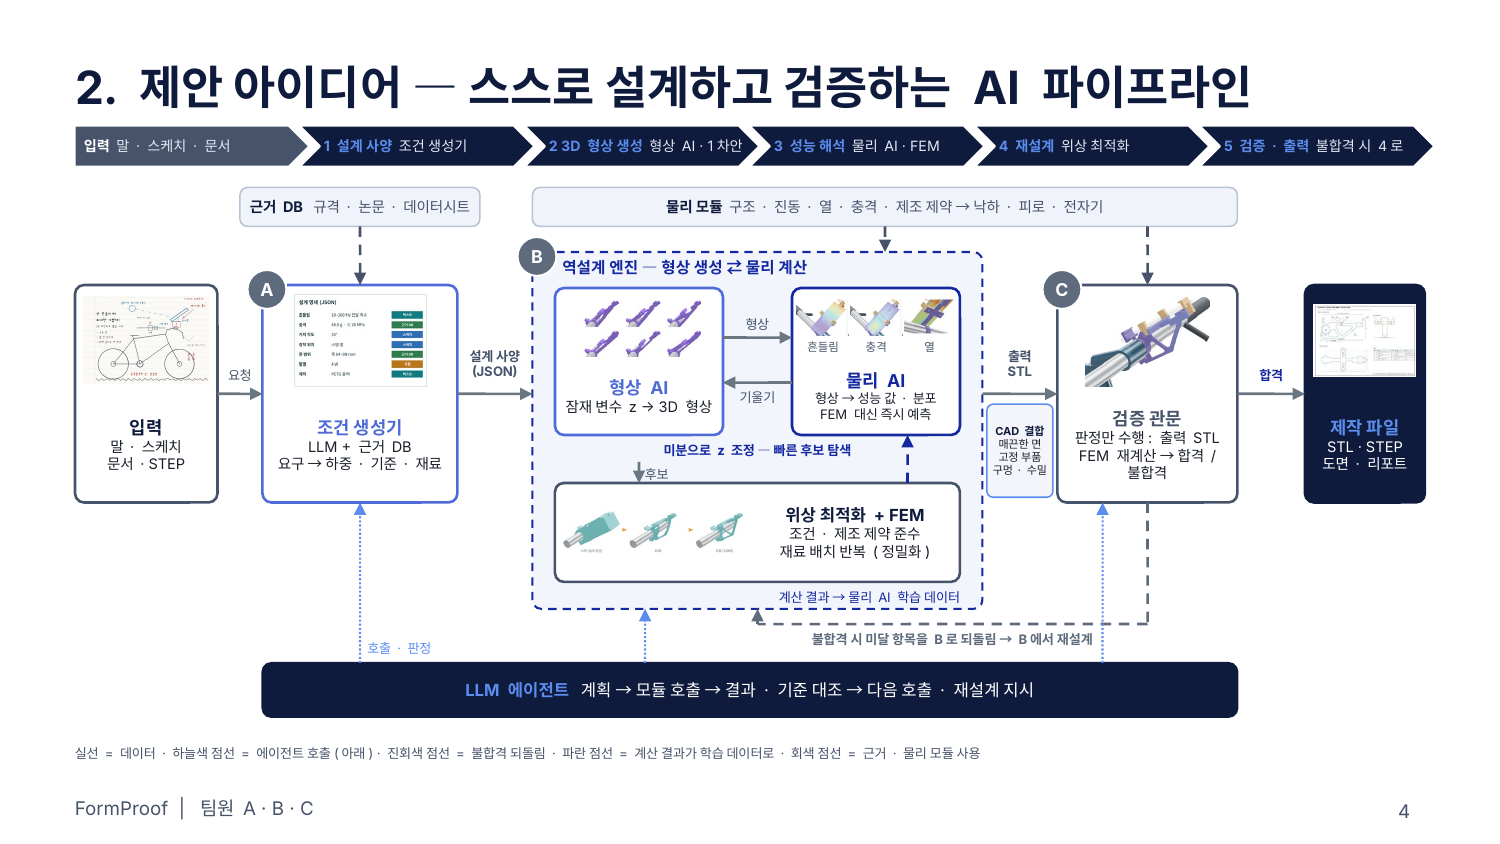 2. 제안 아이디어 — 스스로 설계하고 검증하는 AI 파이프라인
입력 말 · 스케치 · 문서
1 설계 사양 조건 생성기
2 3D 형상 생성 형상 AI · 1차안
3 성능 해석 물리 AI · FEM
4 재설계 위상 최적화
5 검증 · 출력 불합격 시 4 로
근거 DB 규격 · 논문 · 데이터시트
물리 모듈 구조 · 진동 · 열 · 충격 · 제조 제약 → 낙하 · 피로 · 전자기
입력
말 · 스케치
문서 · STEP
요청
A
설계 명세 (JSON)
조건 생성기
LLM + 근거 DB
요구 → 하중 · 기준 · 재료
설계 사양
(JSON)
B
역설계 엔진 — 형상 생성 ⇄ 물리 계산
형상 AI
잠재 변수 z → 3D 형상
형상
기울기
흔들림
충격
열
물리 AI
형상 → 성능 값 · 분포
FEM 대신 즉시 예측
미분으로 z 조정 — 빠른 후보 탐색
후보
위상 최적화 + FEM
조건 · 제조 제약 준수
재료 배치 반복 ( 정밀화 )
계산 결과 → 물리 AI 학습 데이터
출력
STL
CAD 결합
매끈한 면
고정 부품
구멍 · 수밀
C
검증 관문
판정만 수행 : 출력 STL
FEM 재계산 → 합격 /
불합격
합격
제작 파일
STL · STEP
도면 · 리포트
불합격 시 미달 항목을 B 로 되돌림 → B 에서 재설계
호출 · 판정
LLM 에이전트 계획 → 모듈 호출 → 결과 · 기준 대조 → 다음 호출 · 재설계 지시
실선 = 데이터 · 하늘색 점선 = 에이전트 호출 ( 아래 ) · 진회색 점선 = 불합격 되돌림 · 파란 점선 = 계산 결과가 학습 데이터로 · 회색 점선 = 근거 · 물리 모듈 사용
FormProof | 팀원 A · B · C
4